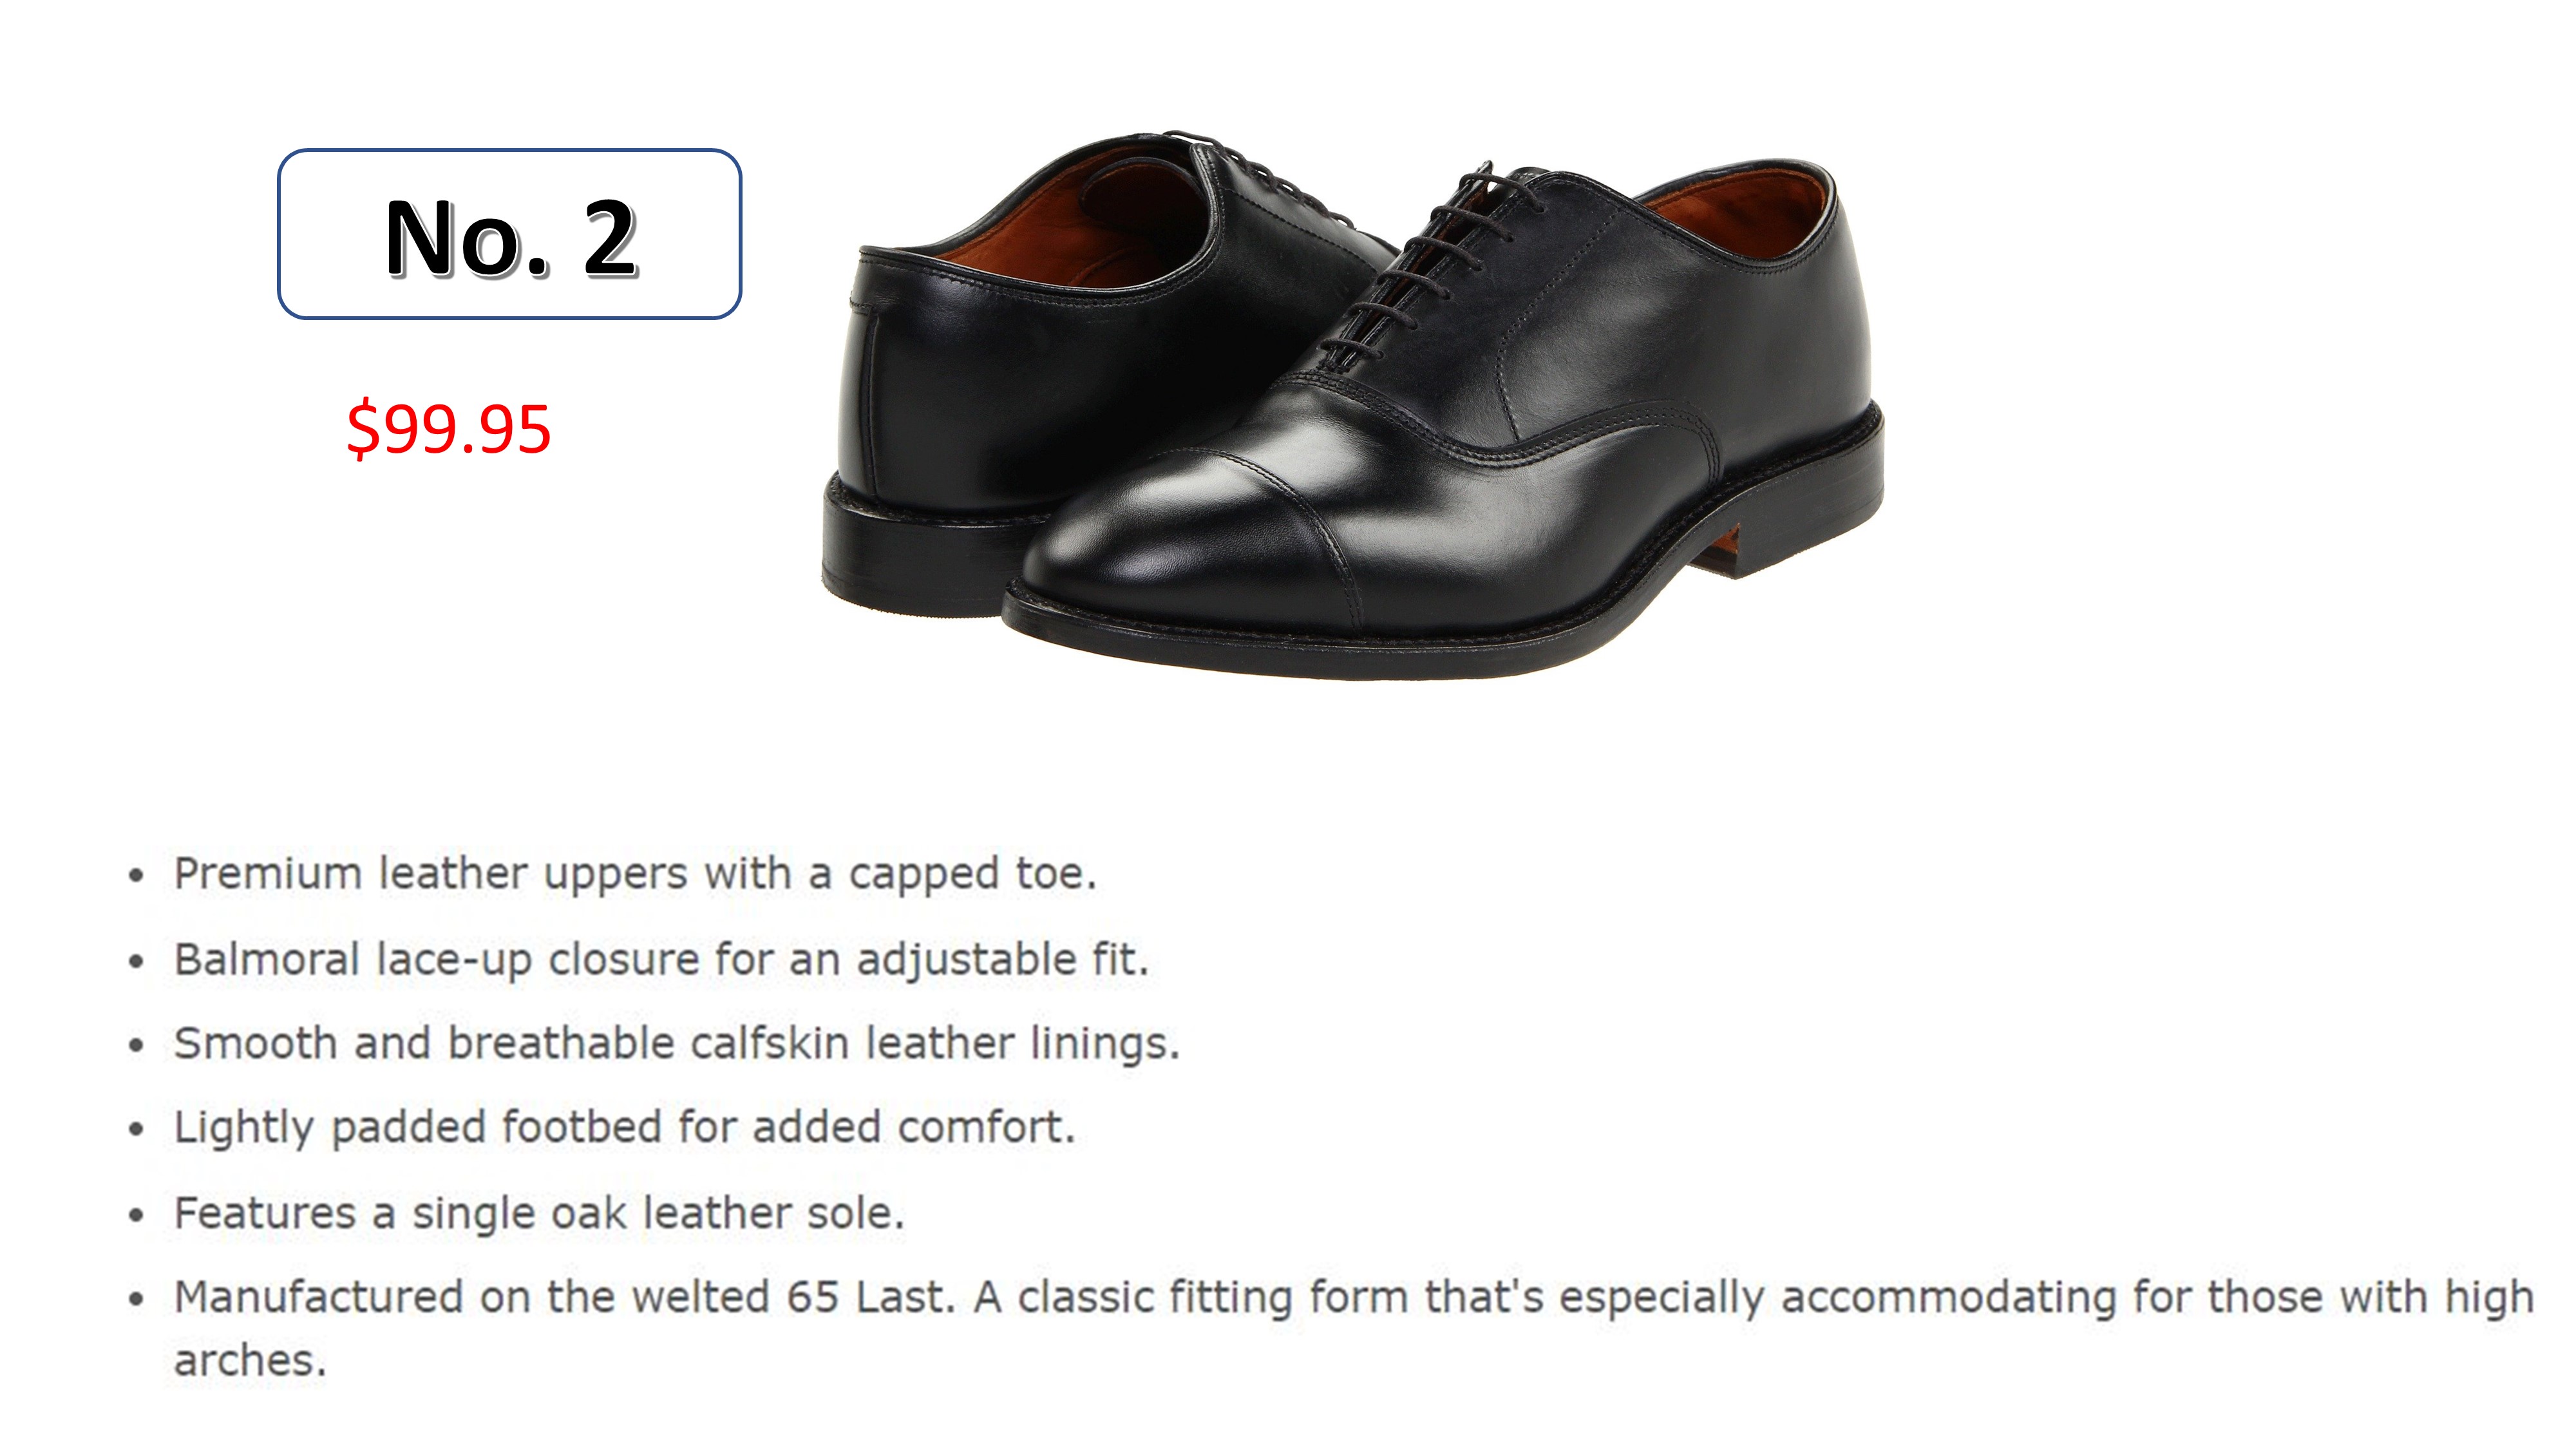 No. 2
$99.95
• Premium leather uppers with a capped toe.
• Balmoral lace-up closure for an adjustable fit.
• Smooth and breathable calfskin leather linings.
• Lightly padded footbed for added comfort.
• Features a single oak leather sole.
• Manufactured on the welted 65 Last. A classic fitting form that's especially accommodating for those with high
arches.